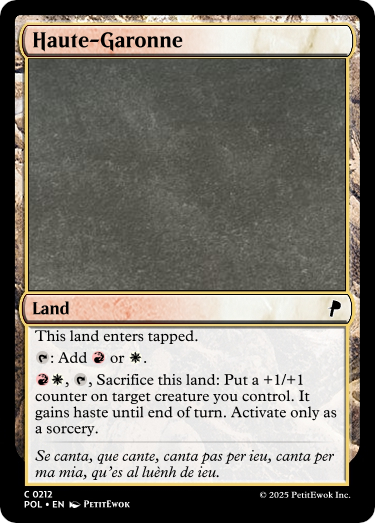 Haute-Garonne
Land
This land enters tapped.
: Add or .
, , Sacrifice this land: Put a +1/+1
counter on target creature you control. It
gains haste until end of turn. Activate only as
a sorcery.
Se canta, que cante, canta pas per ieu, canta per
ma mia, qu'es al luènh de ieu.
C 0212
POL • EN PETITEWOK
© 2025 PetitEwok Inc.